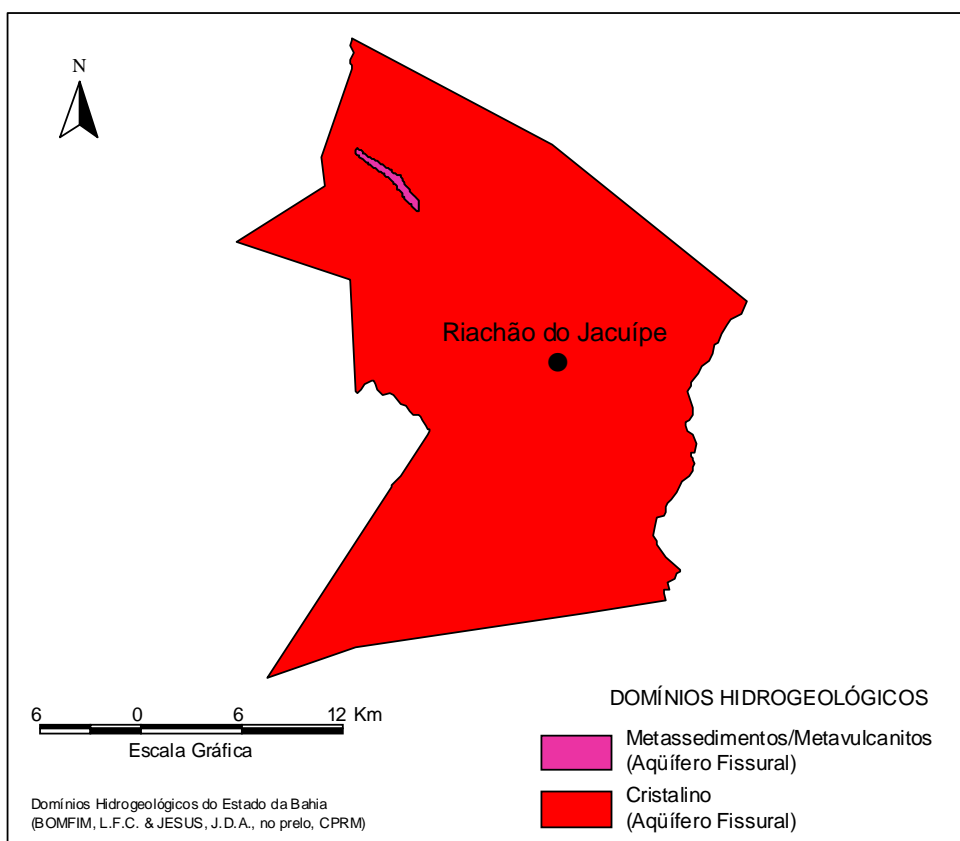 N
Riachão do Jacuípe
6 0 6 12 Km
Escala Gráfica
Domínios Hidrogeológicos do Estado da Bahia
(BOMFIM, L.F.C. & JESUS, J.D.A., no prelo, CPRM)
DOMÍNIOS HIDROGEOLÓGICOS
Metassedimentos/Metavulcanitos
(Aqüífero Fissural)
Cristalino
(Aqüífero Fissural)